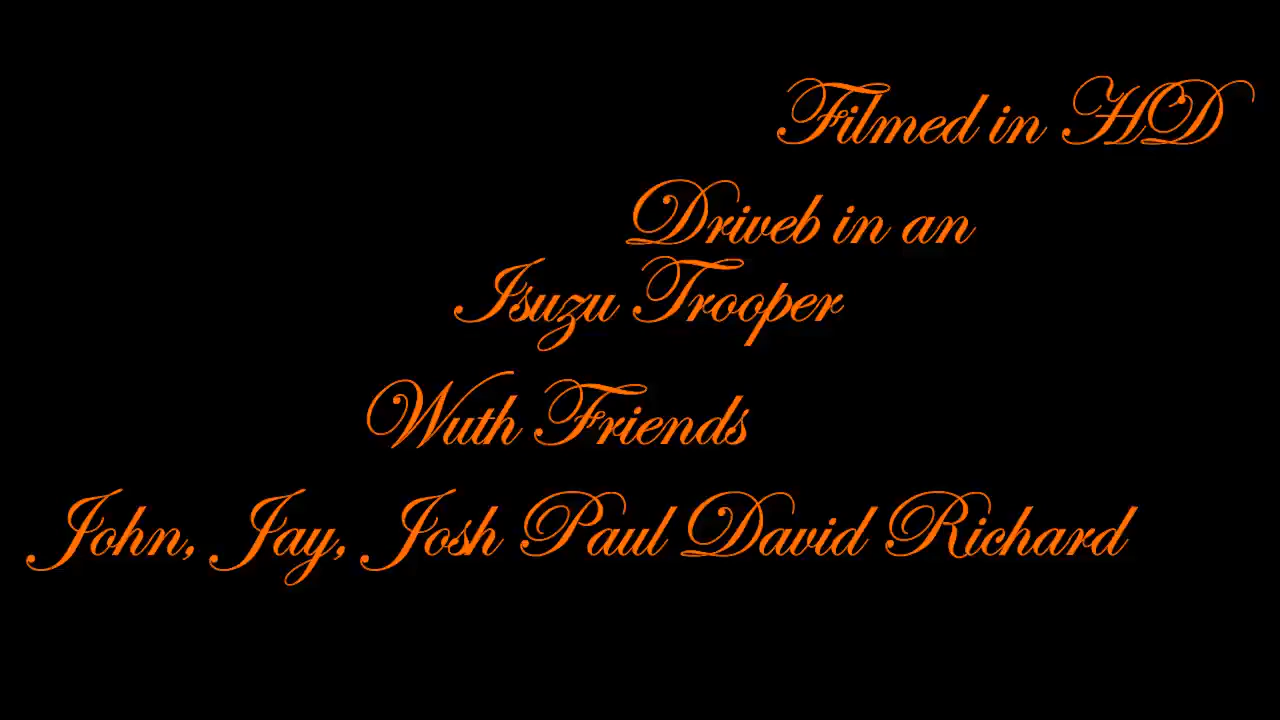 Filmed in HD
Driveb in an
Isuzu Trooper
Wuth Friends
John, Jay, Josh Paul David Richard